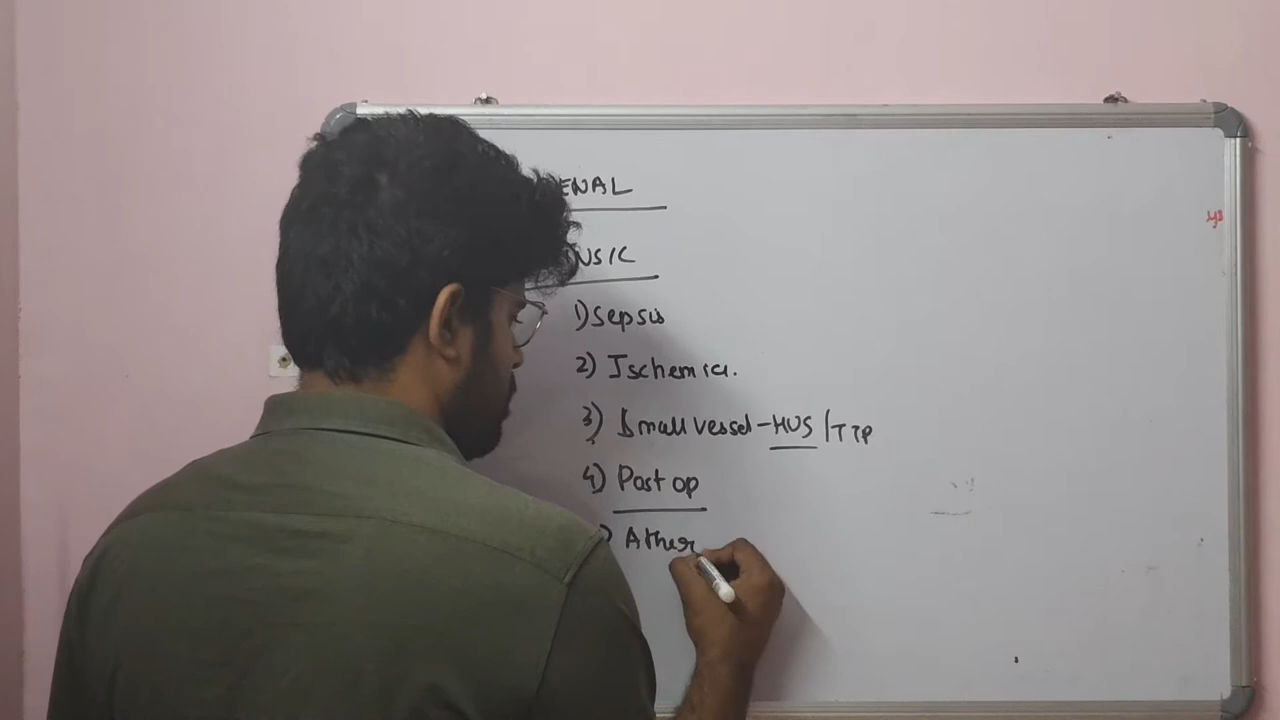 ENAL
NSIC
1) Sepsis
2) Ischemia.
3) Small vessel - HUS / TTP
4) Post op
) Ather